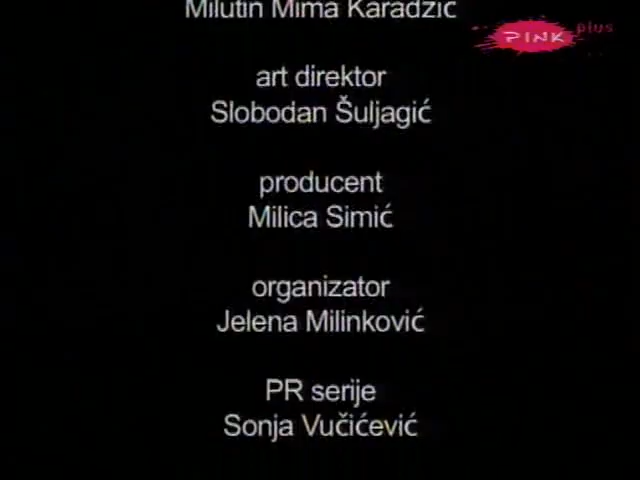 Milutin Mima Karadžić
PINK plus
art direktor
Slobodan Šuljagić
producent
Milica Simić
organizator
Jelena Milinković
PR serije
Sonja Vučićević